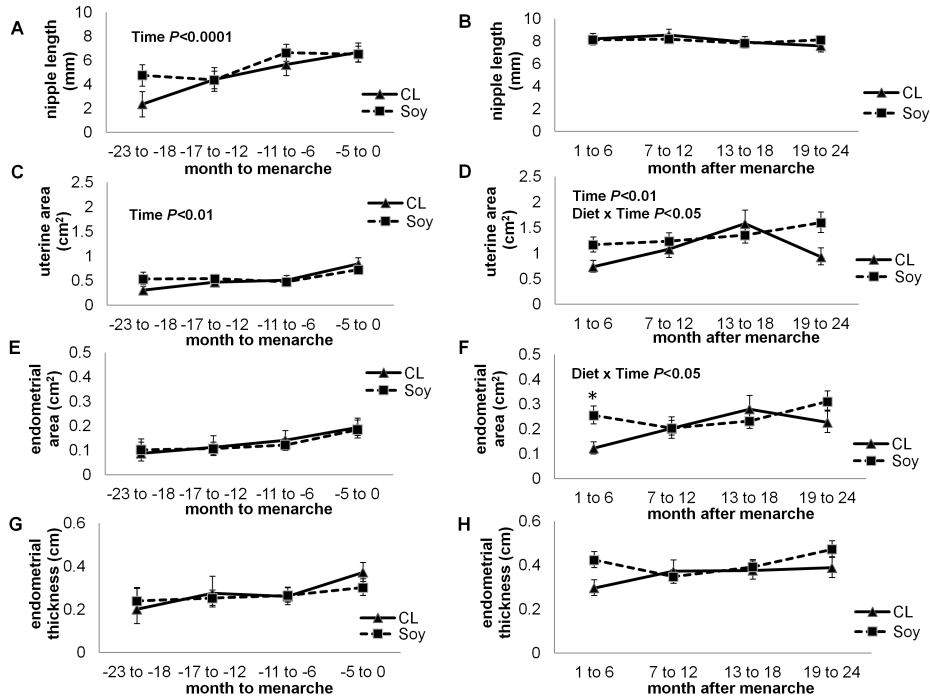 A
nipple length
(mm)
10
8
6
4
2
0
Time P<0.0001
CL
Soy
-23 to -18 -17 to -12 -11 to -6 -5 to 0
month to menarche
B
nipple length
(mm)
10
8
6
4
2
0
CL
Soy
1 to 6 7 to 12 13 to 18 19 to 24
month after menarche
C
uterine area
(cm2)
2.5
2
1.5
1
0.5
0
Time P<0.01
CL
Soy
-23 to -18 -17 to -12 -11 to -6 -5 to 0
month to menarche
D
uterine area
(cm2)
2.5
2
1.5
1
0.5
0
Time P<0.01
Diet x Time P<0.05
CL
Soy
1 to 6 7 to 12 13 to 18 19 to 24
month after menarche
E
endometrial
area (cm2)
0.5
0.4
0.3
0.2
0.1
0
CL
Soy
-23 to -18 -17 to -12 -11 to -6 -5 to 0
month to menarche
F
endometrial
area (cm2)
0.5
0.4
0.3
0.2
0.1
0
Diet x Time P<0.05
*
CL
Soy
1 to 6 7 to 12 13 to 18 19 to 24
month after menarche
G
endometrial
thickness (cm)
0.6
0.4
0.2
0
CL
Soy
-23 to -18 -17 to -12 -11 to -6 -5 to 0
month to menarche
H
endometrial
thickness (cm)
0.6
0.4
0.2
0
CL
Soy
1 to 6 7 to 12 13 to 18 19 to 24
month after menarche